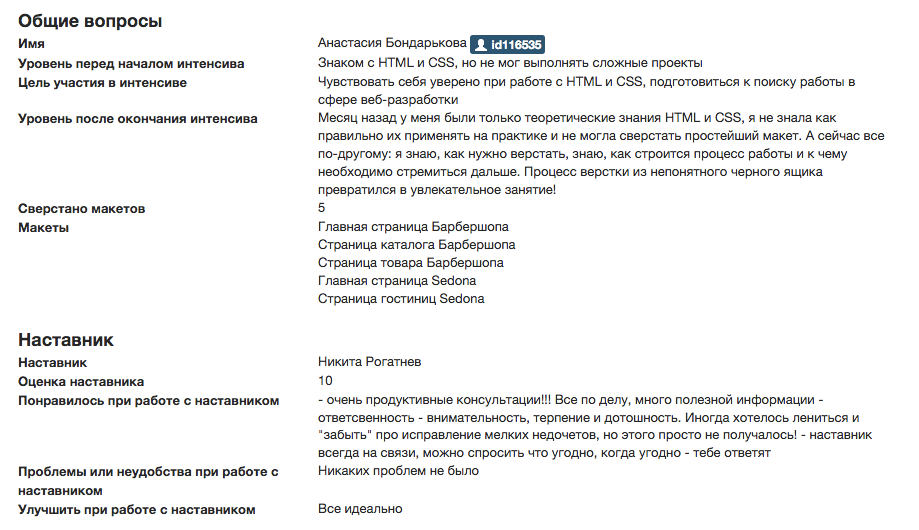 Общие вопросы
Имя Анастасия Бондарькова id116535
Уровень перед началом интенсива Знаком с HTML и CSS, но не мог выполнять сложные проекты
Цель участия в интенсиве Чувствовать себя уверено при работе с HTML и CSS, подготовиться к поиску работы в
сфере веб-разработки
Уровень после окончания интенсива Месяц назад у меня были только теоретические знания HTML и CSS, я не знала как
правильно их применять на практике и не могла сверстать простейший макет. А сейчас все
по-другому: я знаю, как нужно верстать, знаю, как строится процесс работы и к чему
необходимо стремиться дальше. Процесс верстки из непонятного черного ящика
превратился в увлекательное занятие!
Сверстано макетов 5
Макеты Главная страница Барбершопа
Страница каталога Барбершопа
Страница товара Барбершопа
Главная страница Sedona
Страница гостиниц Sedona
Наставник
Наставник Никита Рогатнев
Оценка наставника 10
Понравилось при работе с наставником - очень продуктивные консультации!!! Все по делу, много полезной информации -
ответсвенность - внимательность, терпение и дотошность. Иногда хотелось лениться и
"забыть" про исправление мелких недочетов, но этого просто не получалось! - наставник
всегда на связи, можно спросить что угодно, когда угодно - тебе ответят
Проблемы или неудобства при работе с Никаких проблем не было
наставником
Улучшить при работе с наставником Все идеально